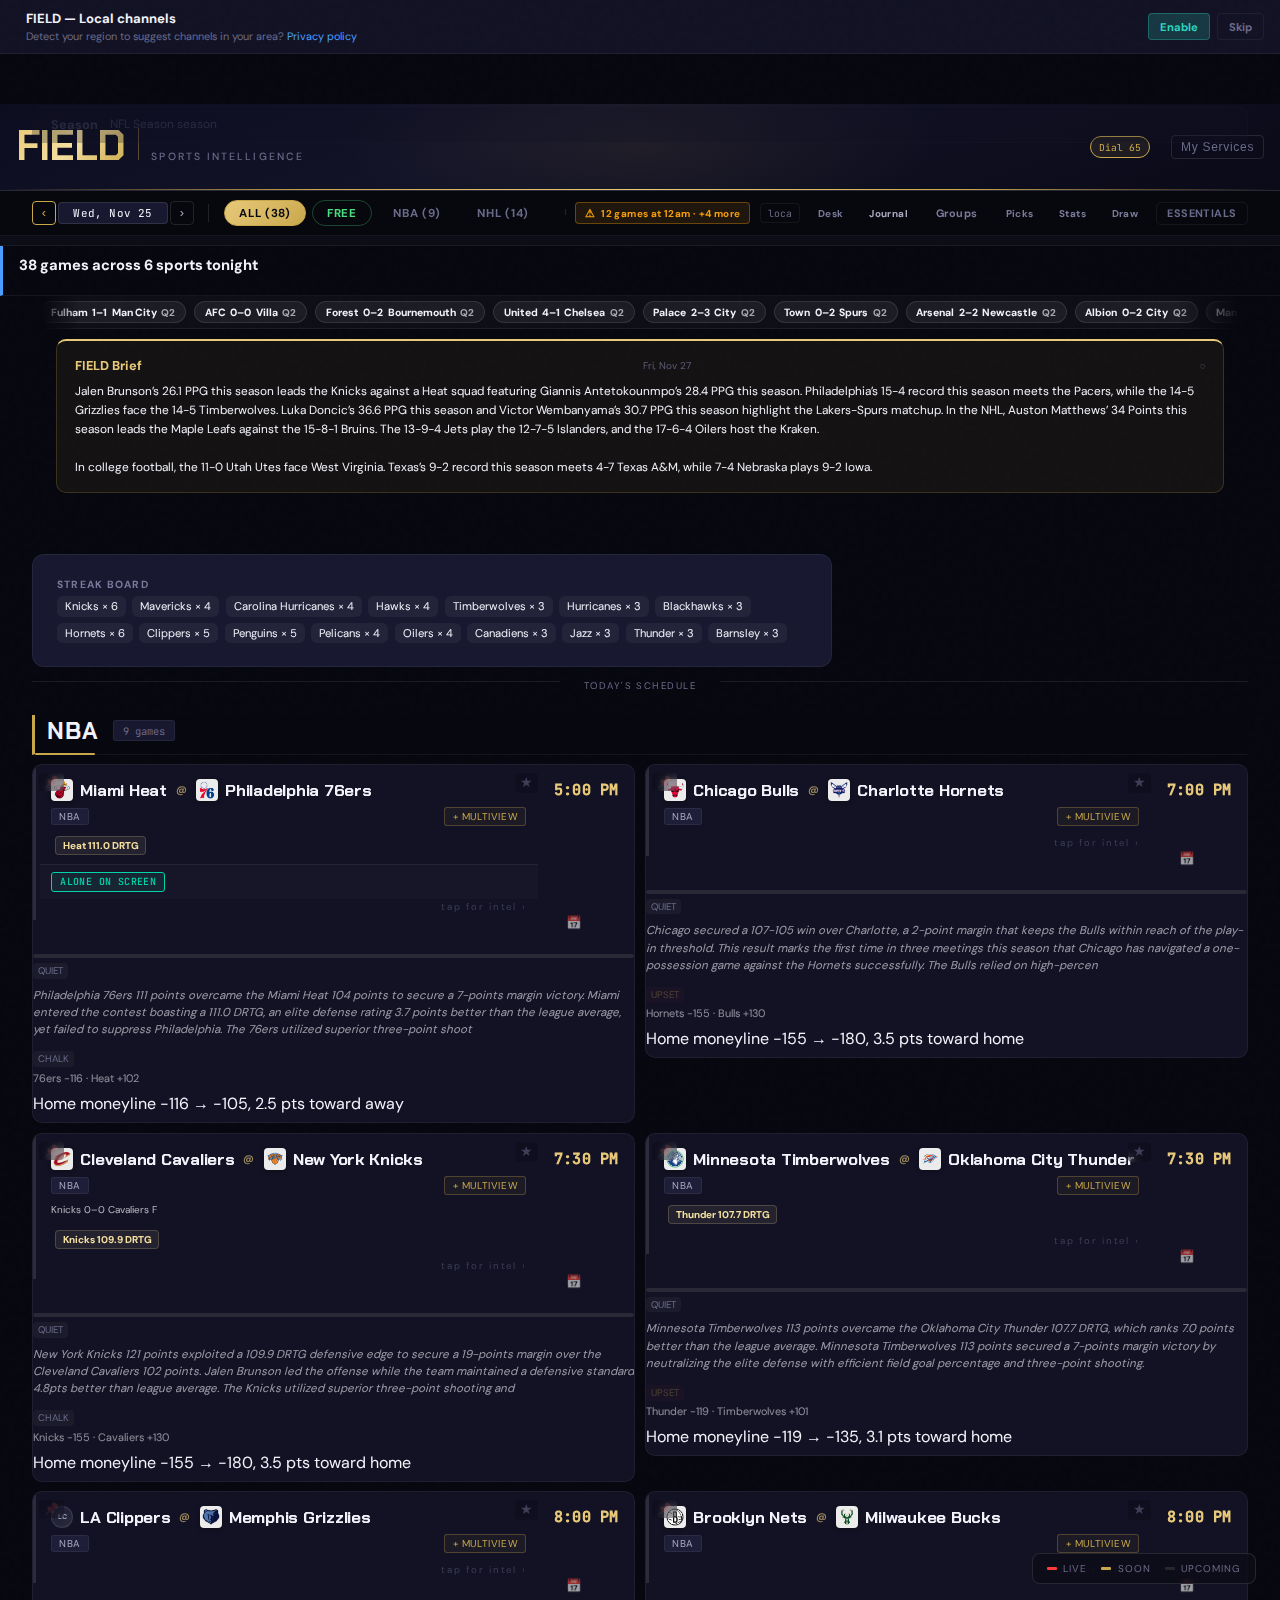 FIELD — Local channels
Detect your region to suggest channels in your area? Privacy policy
Enable
Skip
Season NFL Season season
FIELD
SPORTS INTELLIGENCE
Dial 65
My Services
‹
Wed, Nov 25
›
ALL (38)
FREE
NBA (9)
NHL (14)
⚠ 12 games at 12am · +4 more
loca
Desk
Journal
Groups
Picks
Stats
Draw
ESSENTIALS
38 games across 6 sports tonight
Fulham 1–1 Man City Q2
AFC 0–0 Villa Q2
Forest 0–2 Bournemouth Q2
United 4–1 Chelsea Q2
Palace 2–3 City Q2
Town 0–2 Spurs Q2
Arsenal 2–2 Newcastle Q2
Albion 0–2 City Q2
Man
FIELD Brief
Fri, Nov 27
Jalen Brunson's 26.1 PPG this season leads the Knicks against a Heat squad featuring Giannis Antetokounmpo's 28.4 PPG this season. Philadelphia's 15-4 record this season meets the Pacers, while the 14-5
Grizzlies face the 14-5 Timberwolves. Luka Doncic's 36.6 PPG this season and Victor Wembanyama's 30.7 PPG this season highlight the Lakers-Spurs matchup. In the NHL, Auston Matthews' 34 Points this
season leads the Maple Leafs against the 15-8-1 Bruins. The 13-9-4 Jets play the 12-7-5 Islanders, and the 17-6-4 Oilers host the Kraken.
In college football, the 11-0 Utah Utes face West Virginia. Texas's 9-2 record this season meets 4-7 Texas A&M, while 7-4 Nebraska plays 9-2 Iowa.
STREAK BOARD
Knicks × 6
Mavericks × 4
Carolina Hurricanes × 4
Hawks × 4
Timberwolves × 3
Hurricanes × 3
Blackhawks × 3
Hornets × 6
Clippers × 5
Penguins × 5
Pelicans × 4
Oilers × 4
Canadiens × 3
Jazz × 3
Thunder × 3
Barnsley × 3
TODAY'S SCHEDULE
NBA
9 games
Miami Heat @ Philadelphia 76ers
★
5:00 PM
NBA
+ MULTIVIEW
Heat 111.0 DRTG
ALONE ON SCREEN
tap for intel ›
QUIET
Philadelphia 76ers 111 points overcame the Miami Heat 104 points to secure a 7-points margin victory. Miami
entered the contest boasting a 111.0 DRTG, an elite defense rating 3.7 points better than the league average,
yet failed to suppress Philadelphia. The 76ers utilized superior three-point shoot
CHALK
76ers -116 · Heat +102
Home moneyline -116 → -105, 2.5 pts toward away
Chicago Bulls @ Charlotte Hornets
★
7:00 PM
NBA
+ MULTIVIEW
tap for intel ›
QUIET
Chicago secured a 107-105 win over Charlotte, a 2-point margin that keeps the Bulls within reach of the play-
in threshold. This result marks the first time in three meetings this season that Chicago has navigated a one-
possession game against the Hornets successfully. The Bulls relied on high-percen
UPSET
Hornets -155 · Bulls +130
Home moneyline -155 → -180, 3.5 pts toward home
Cleveland Cavaliers @ New York Knicks
★
7:30 PM
NBA
+ MULTIVIEW
Knicks 0–0 Cavaliers F
Knicks 109.9 DRTG
tap for intel ›
QUIET
New York Knicks 121 points exploited a 109.9 DRTG defensive edge to secure a 19-points margin over the
Cleveland Cavaliers 102 points. Jalen Brunson led the offense while the team maintained a defensive standard
4.8pts better than league average. The Knicks utilized superior three-point shooting and
CHALK
Knicks -155 · Cavaliers +130
Home moneyline -155 → -180, 3.5 pts toward home
Minnesota Timberwolves @ Oklahoma City Thunder
★
7:30 PM
NBA
+ MULTIVIEW
Thunder 107.7 DRTG
tap for intel ›
QUIET
Minnesota Timberwolves 113 points overcame the Oklahoma City Thunder 107.7 DRTG, which ranks 7.0 points
better than the league average. Minnesota Timberwolves 113 points secured a 7-points margin victory by
neutralizing the elite defense with efficient field goal percentage and three-point shooting.
UPSET
Thunder -119 · Timberwolves +101
Home moneyline -119 → -135, 3.1 pts toward home
LA Clippers @ Memphis Grizzlies
★
8:00 PM
NBA
+ MULTIVIEW
tap for intel ›
Brooklyn Nets @ Milwaukee Bucks
★
8:00 PM
NBA
+ MULTIVIEW
LIVE
SOON
UPCOMING